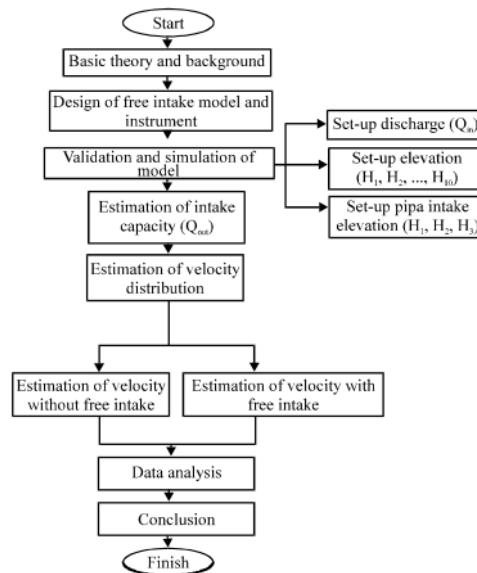 Start
Basic theory and background
Design of free intake model and
instrument
Validation and simulation of
model
Set-up discharge (Qin)
Set-up elevation
(H1, H2, ..., H10)
Set-up pipa intake
elevation (H1, H2, H3)
Estimation of intake
capacity (Qout)
Estimation of velocity
distribution
Estimation of velocity
without free intake
Estimation of velocity with
free intake
Data analysis
Conclusion
Finish